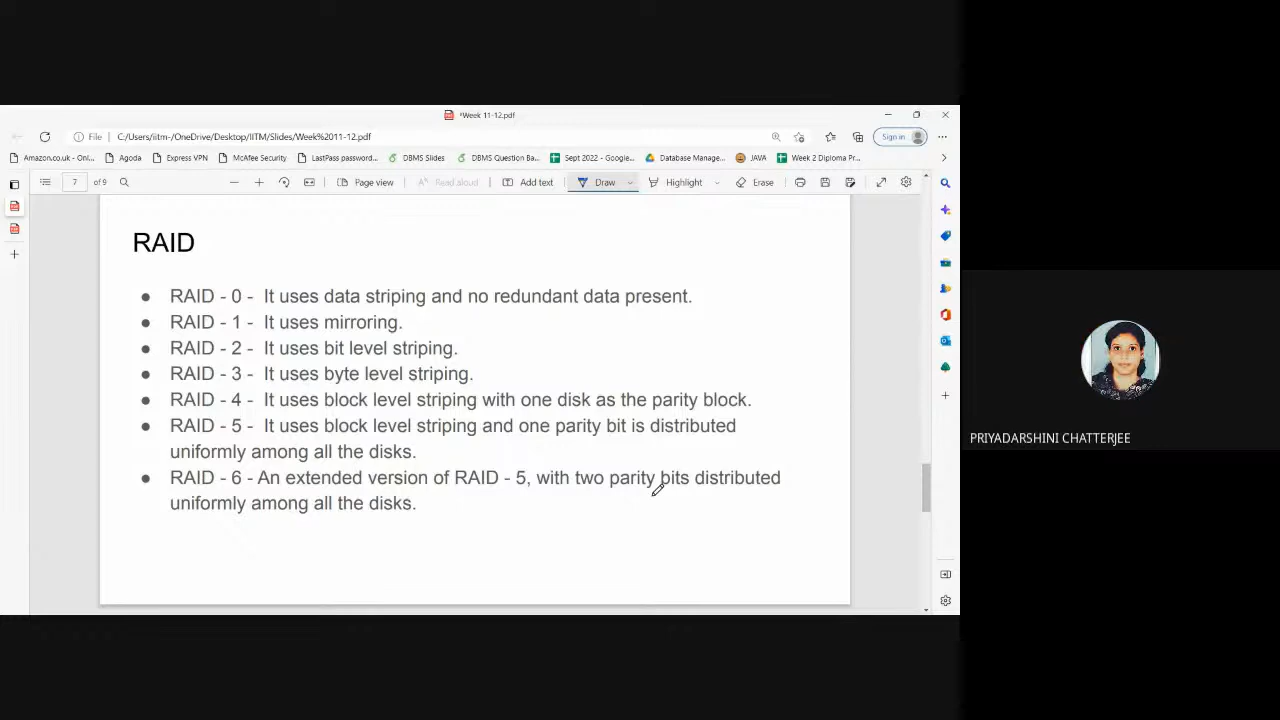 *Week 11-12.pdf
File C:/Users/iitm-/OneDrive/Desktop/IITM/Slides/Week%2011-12.pdf Sign in
Amazon.co.uk - Onl... Agoda Express VPN McAfee Security LastPass password... DBMS Slides DBMS Question Ba... Sept 2022 - Google... Database Manage... JAVA Week 2 Diploma Pr...
7 of 9 Page view Read aloud Add text Draw Highlight Erase
RAID
● RAID - 0 - It uses data striping and no redundant data present.
● RAID - 1 - It uses mirroring.
● RAID - 2 - It uses bit level striping.
● RAID - 3 - It uses byte level striping.
● RAID - 4 - It uses block level striping with one disk as the parity block.
● RAID - 5 - It uses block level striping and one parity bit is distributed
uniformly among all the disks.
● RAID - 6 - An extended version of RAID - 5, with two parity bits distributed
uniformly among all the disks.
PRIYADARSHINI CHATTERJEE